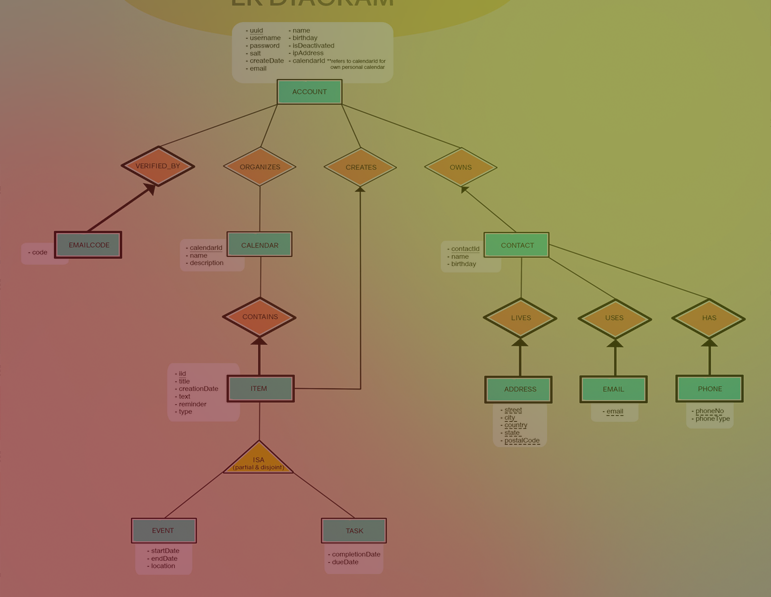 ER DIAGRAM
- uuid
- username
- password
- salt
- createDate
- email
- name
- birthday
- isDeactivated
- ipAddress
- calendarId **refers to calendarId for
own personal calendar
ACCOUNT
VERIFIED_BY
ORGANIZES
CREATES
OWNS
- code
EMAILCODE
- calendarId
- name
- description
CALENDAR
- contactId
- name
- birthday
CONTACT
CONTAINS
LIVES
USES
HAS
- iid
- title
- creationDate
- text
- reminder
- type
ITEM
ADDRESS
EMAIL
PHONE
- street
- city
- country
- state
- postalCode
- email
- phoneNo
- phoneType
ISA
(partial & disjoint)
EVENT
TASK
- startDate
- endDate
- location
- completionDate
- dueDate